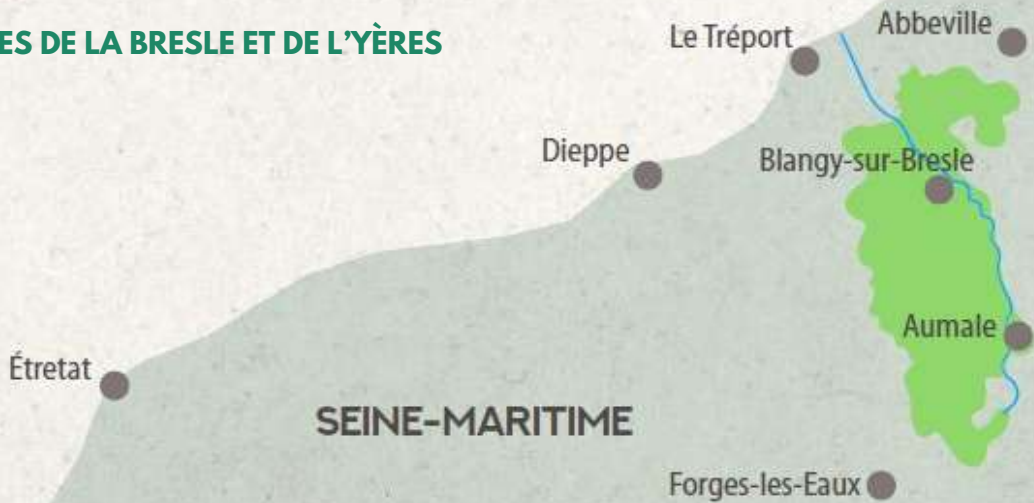 ES DE LA BRESLE ET DE L'YÈRES
Abbeville
Le Tréport
Dieppe
Blangy-sur-Bresle
Aumale
Étretat
SEINE-MARITIME
Forges-les-Eaux